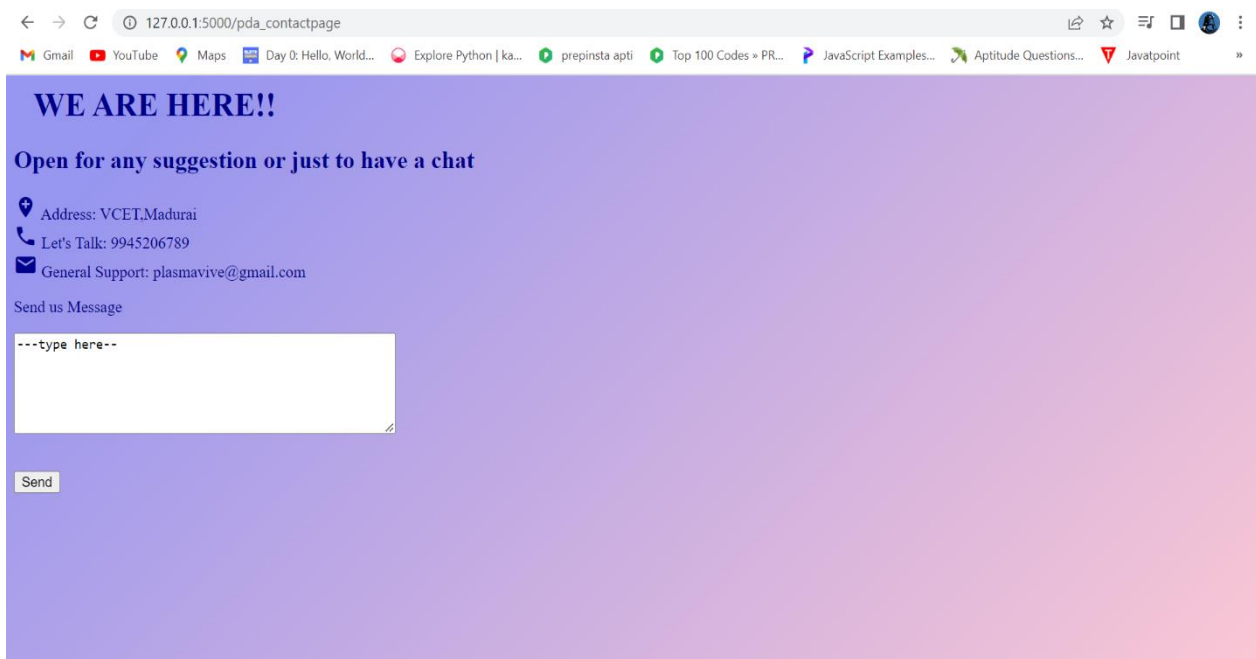 127.0.0.1:5000/pda_contactpage
Gmail YouTube Maps Day 0: Hello, World... Explore Python | ka... prepinsta apti Top 100 Codes » PR... JavaScript Examples... Aptitude Questions... Javatpoint »
WE ARE HERE!!
Open for any suggestion or just to have a chat
Address: VCET,Madurai
Let's Talk: 9945206789
General Support: plasmavive@gmail.com
Send us Message
---type here--
Send